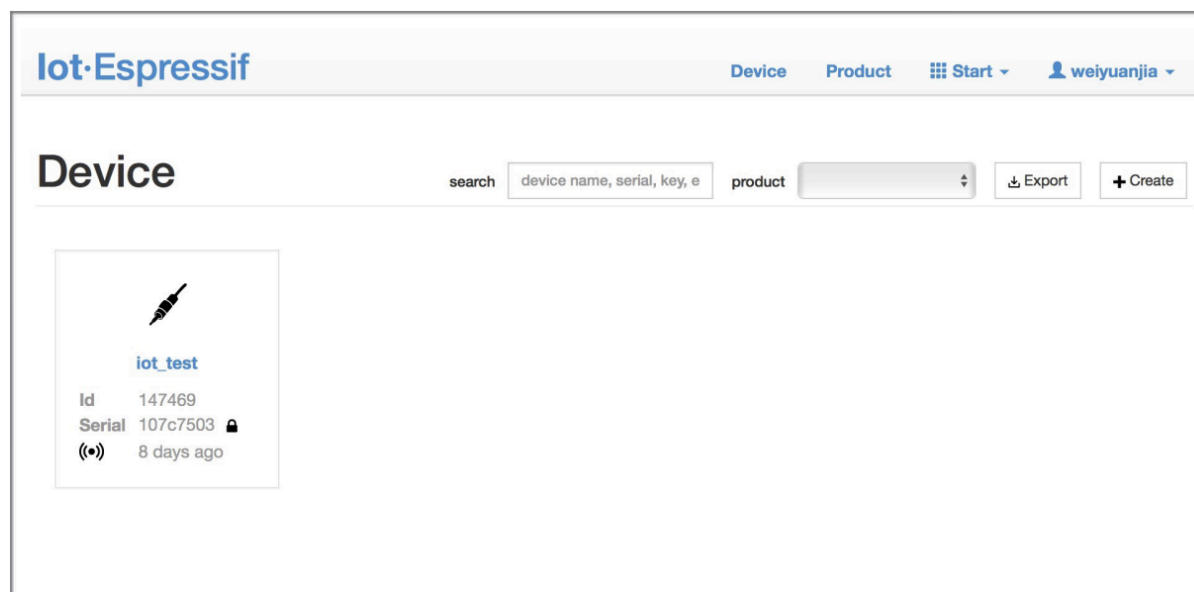 Iot·Espressif
Device Product Start weiyuanjia
Device
search device name, serial, key, e product Export Create
iot_test
Id 147469
Serial 107c7503
8 days ago